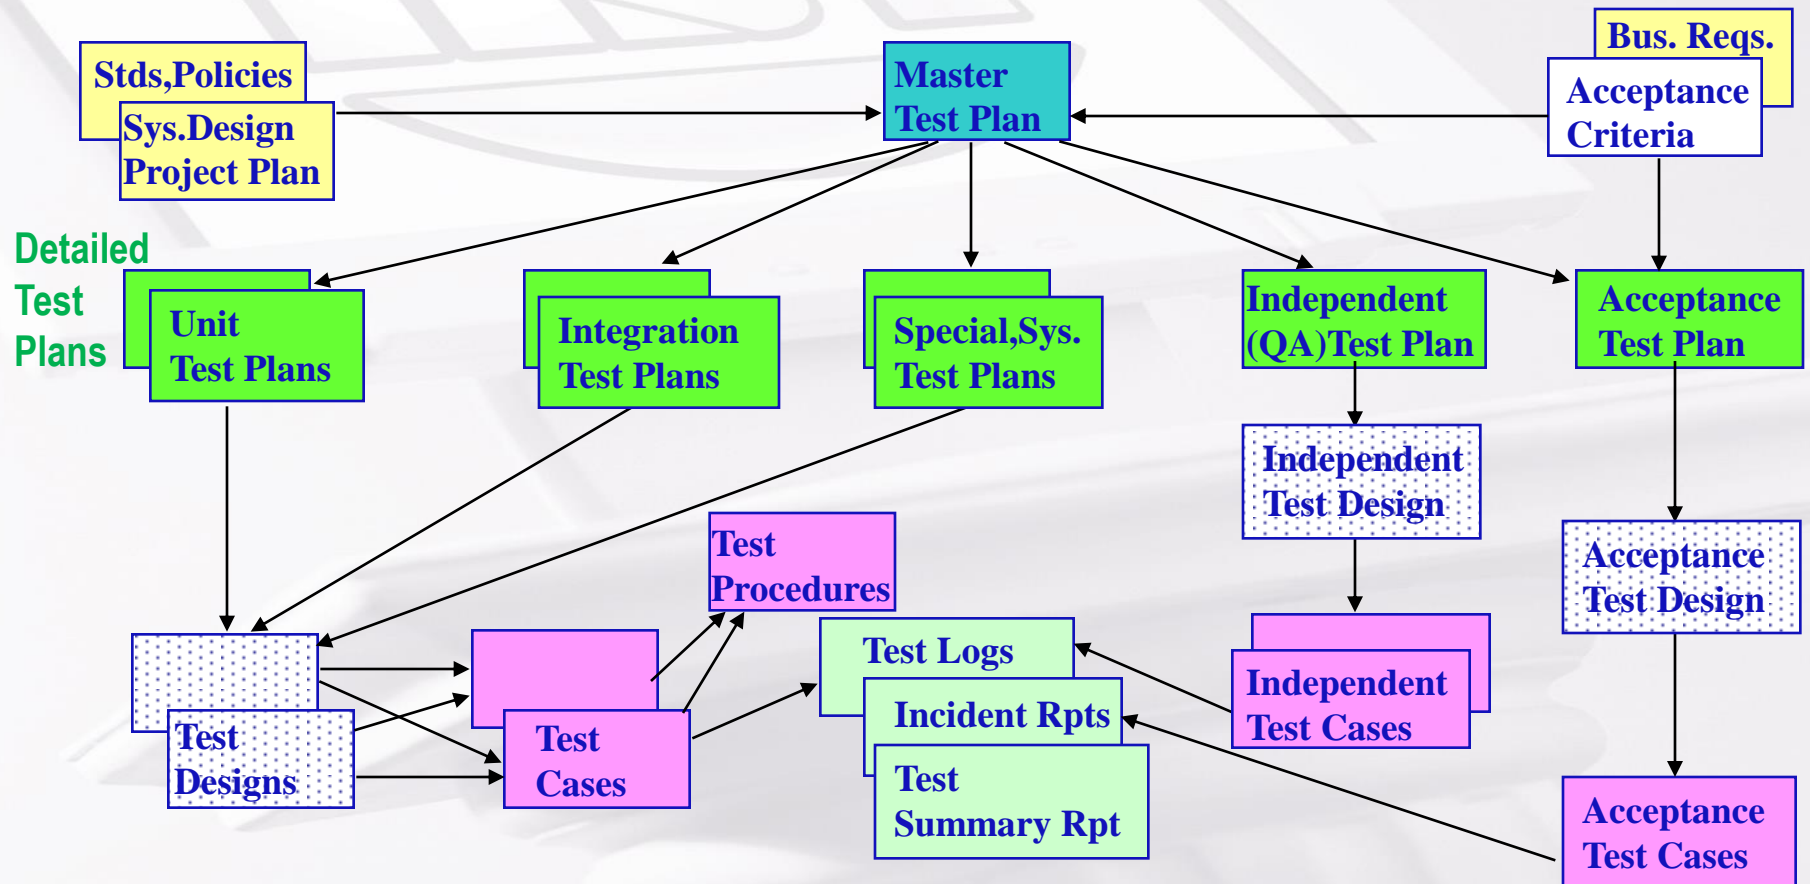 Stds,Policies
Sys.Design
Project Plan
Master
Test Plan
Bus. Reqs.
Acceptance
Criteria
Detailed
Test
Plans
Unit
Test Plans
Integration
Test Plans
Special,Sys.
Test Plans
Independent
(QA)Test Plan
Acceptance
Test Plan
Independent
Test Design
Acceptance
Test Design
Test
Procedures
Test
Designs
Test
Cases
Test Logs
Incident Rpts
Test
Summary Rpt
Independent
Test Cases
Acceptance
Test Cases